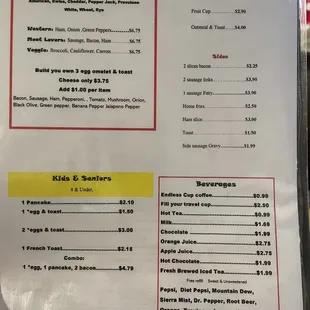 American, Swiss, Cheddar, Pepper Jack, Provolone
White, Wheat, Rye
Western: Ham, Onion ,Green Peppers........$6.75
Meat Lovers: Sausage, Bacon, Ham........$6.75
Veggie: Broccoli, Cauliflower, Carrots........$6.75
Build you own 3 egg omelet & toast
Cheese only $3.75
Add $1.00 per item
Bacon, Sausage, Ham, Pepperoni, , Tomato, Mushroom, Onion,
Black Olive, Green pepper, Banana Pepper Jalapeno Pepper
Fruit Cup........$2.90
Oatmeal & Toast........$4.00
Sides
2 slices bacon........$2.25
2 sausage links........$3.90
1 sausage Patty........$3.90
Home fries........$2.50
Ham slice........$3.00
Toast........$1.50
Side sausage Gravy........$1.99
Kids & Seniors
6 & Under,
1 Pancake........$2.10
1 *egg & toast........$1.50
2 *eggs & toast........$3.00
1 French Toast........$2.15
Combo:
1 *egg, 1 pancake, 2 bacon........$4.79
Beverages
Endless Cup coffee........$0.99
Fill your travel cup........$2.50
Hot Tea........$0.99
Milk........$1.69
Chocolate........$1.99
Orange Juice........$2.75
Apple Juice........$2.75
Hot Chocolate........$1.99
Fresh Brewed Iced Tea........$1.99
Free refill Sweet & Unsweetened
Pepsi, Diet Pepsi, Mountain Dew,
Sierra Mist, Dr. Pepper, Root Beer,